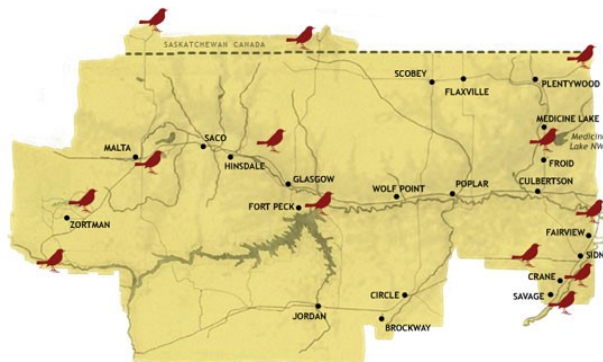 SASKATCHEWAN CANADA
SCOBEY
FLAXVILLE
PLENTYWOOD
MEDICINE LAKE
Medicine
Lake NW
MALTA
SACO
HINSDALE
FROID
GLASGOW
WOLF POINT
POPLAR
CULBERTSON
FORT PECK
ZORTMAN
FAIRVIEW
SIDN
CRANE
CIRCLE
SAVAGE
JORDAN
BROCKWAY